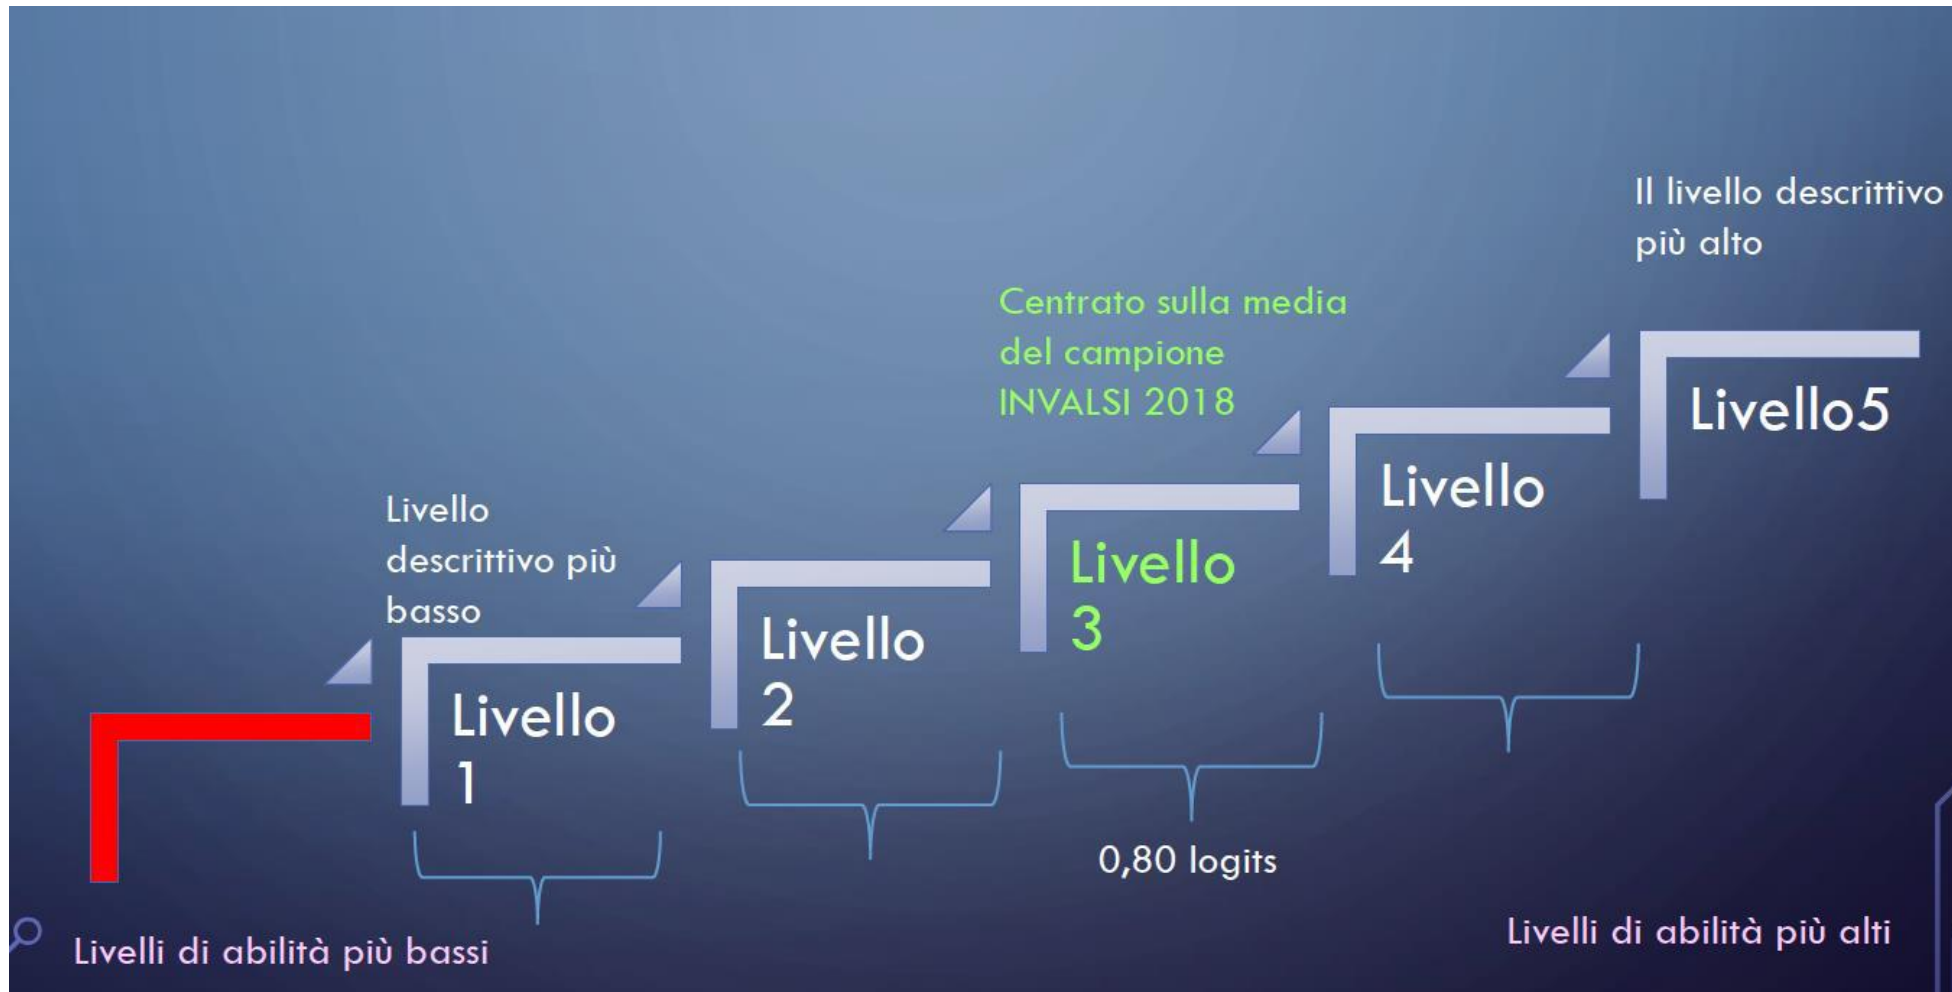 Il livello descrittivo
più alto
Centrato sulla media
del campione
INVALSI 2018
Livello
descrittivo più
basso
Livello
1
Livello
2
Livello
3
Livello
4
Livello5
0,80 logits
Livelli di abilità più bassi
Livelli di abilità più alti